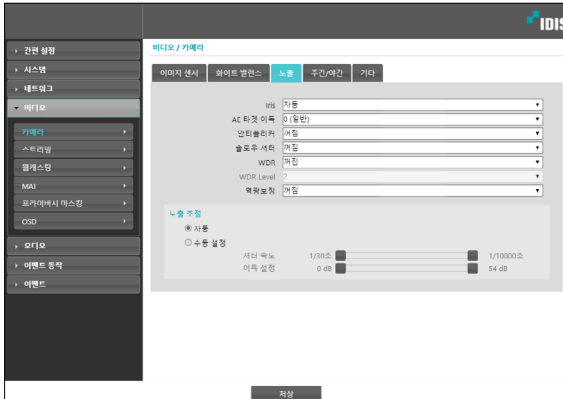 IDIS
비디오 / 카메라
간편 설정
시스템
네트워크
비디오
카메라
스트리밍
웹캐스팅
MAT
프라이버시 마스킹
OSD
오디오
이벤트 동작
이벤트
이미지 센서 화이트 밸런스 노출 주간/야간 기타
Iris 자동
AE 타겟 이득 0 (일반)
안티플리커 꺼짐
슬로우 셔터 꺼짐
WDR 꺼짐
WDR Level 2
역광보정 꺼짐
노출 조절
자동
수동 설정
셔터 속도 1/30초 1/10000초
이득 설정 0 dB 54 dB
저장